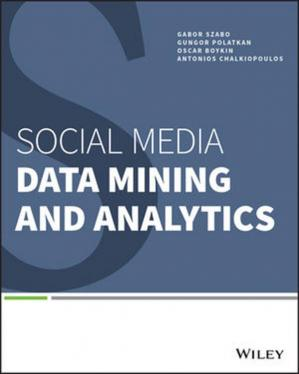 GABOR SZABO
GUNGOR POLATKAN
OSCAR BOYKIN
ANTONIOS CHALKIOPOULOS
SOCIAL MEDIA
DATA MINING
AND ANALYTICS
WILEY